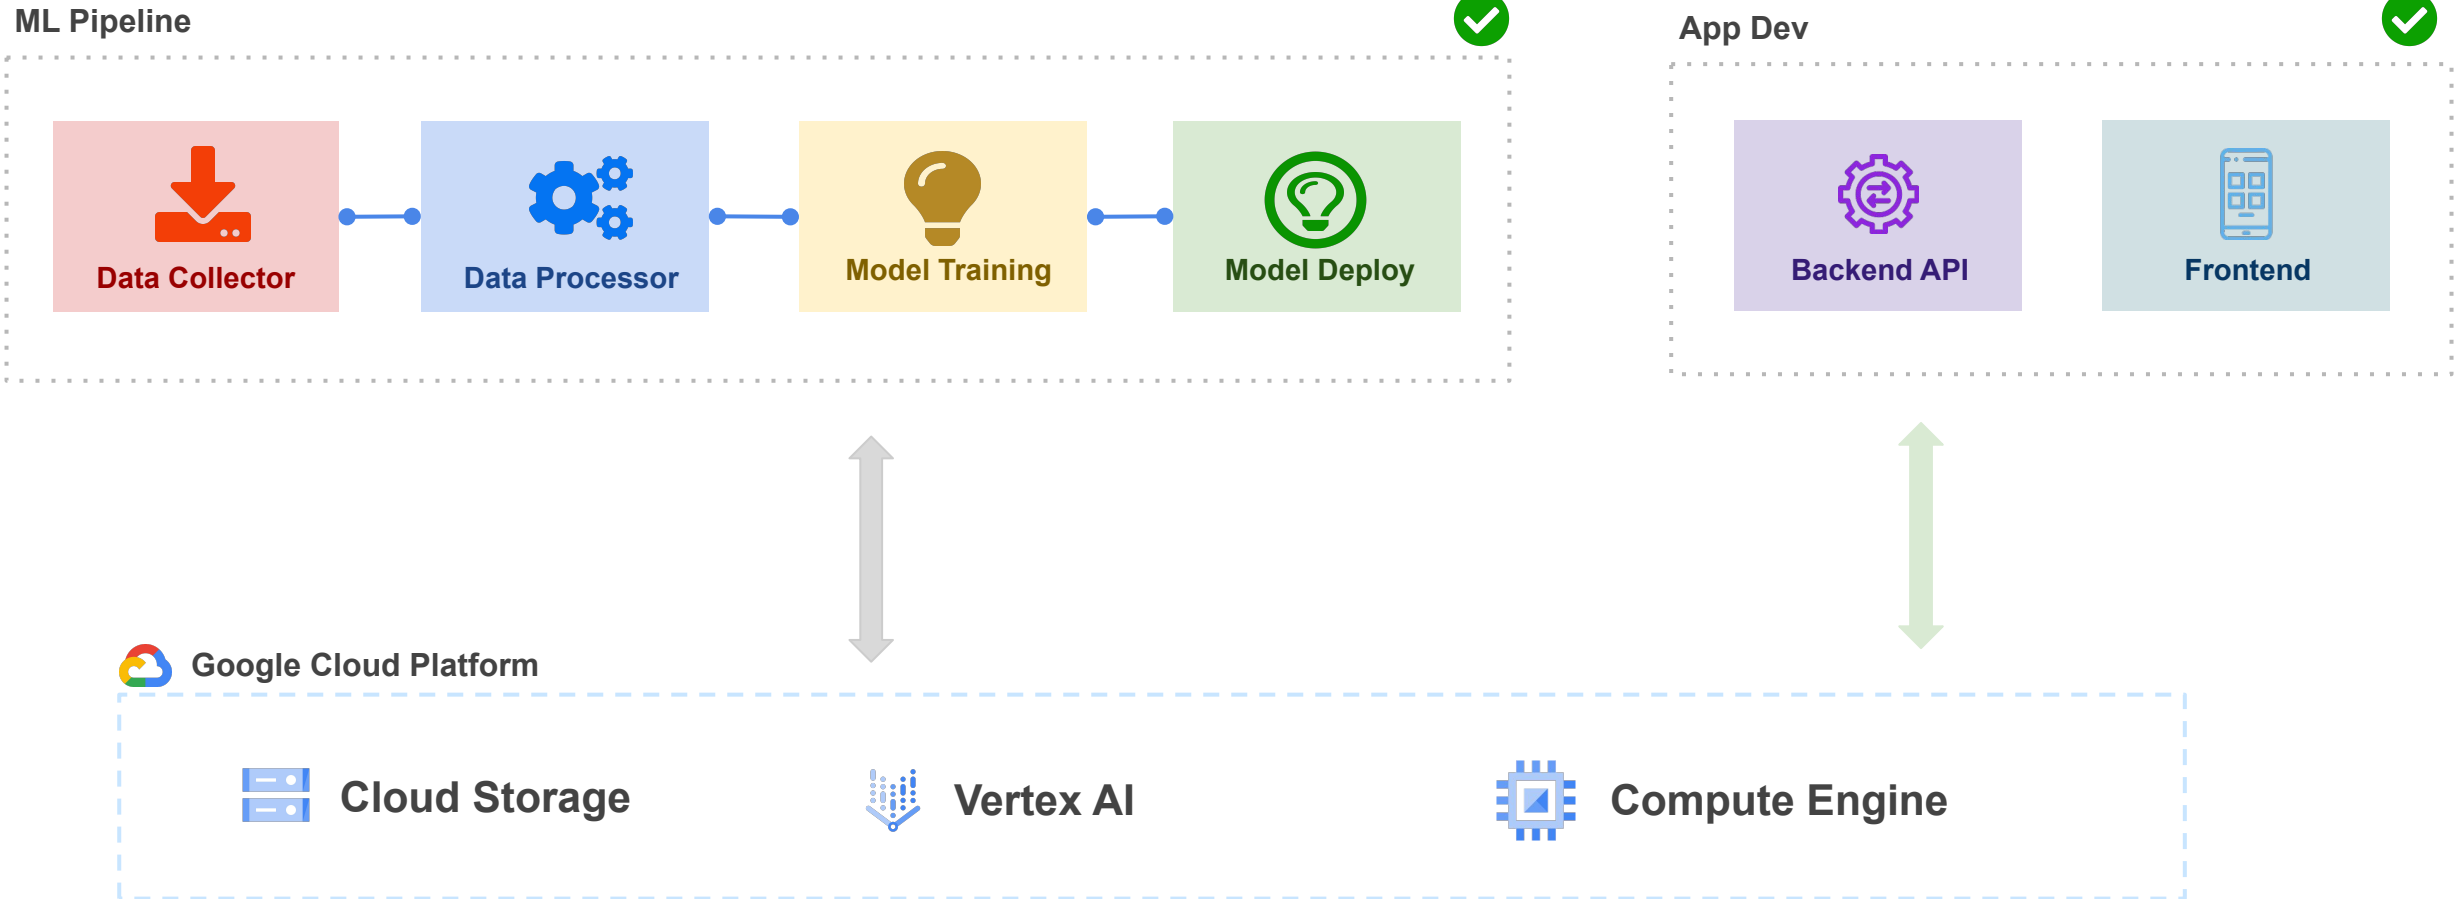 ML Pipeline
App Dev
Data Collector
Data Processor
Model Training
Model Deploy
Backend API
Frontend
Google Cloud Platform
Cloud Storage
Vertex AI
Compute Engine